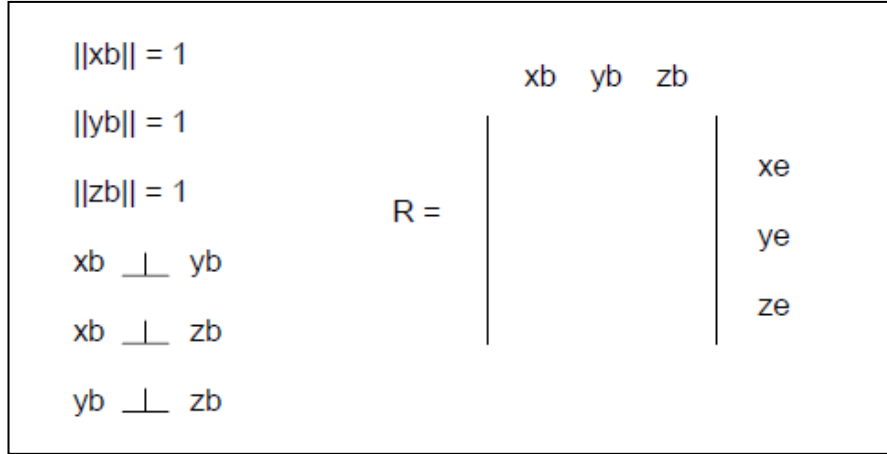 ||xb|| = 1
||yb|| = 1
||zb|| = 1
xb ⊥ yb
xb ⊥ zb
yb ⊥ zb
xb yb zb
R =
xe
ye
ze